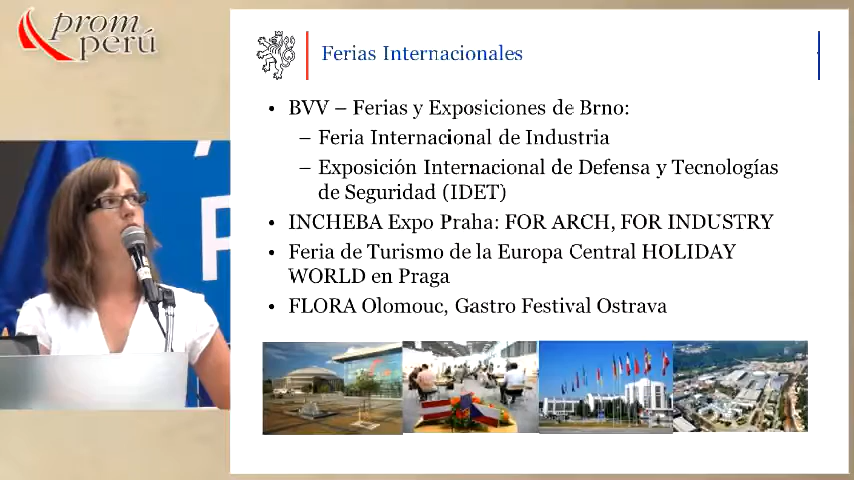 prom
perú
Ferias Internacionales
• BVV – Ferias y Exposiciones de Brno:
– Feria Internacional de Industria
– Exposición Internacional de Defensa y Tecnologías
de Seguridad (IDET)
• INCHEBA Expo Praha: FOR ARCH, FOR INDUSTRY
• Feria de Turismo de la Europa Central HOLIDAY
WORLD en Praga
• FLORA Olomouc, Gastro Festival Ostrava